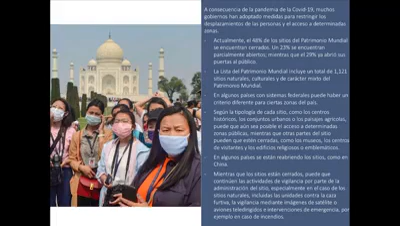 A consecuencia de la pandemia de la Covid-19, muchos
gobiernos han adoptado medidas para restringir los
desplazamientos de las personas y el acceso a determinadas
zonas.
- Actualmente, el 48% de los sitios del Patrimonio Mundial
se encuentran cerrados. Un 23% se encuentran
parcialmente abiertos; mientras que el 29% ya abrió sus
puertas al público.
- La Lista del Patrimonio Mundial incluye un total de 1,121
sitios naturales, culturales y de carácter mixto del
Patrimonio Mundial.
- En algunos países con sistemas federales puede haber un
criterio diferente para ciertas zonas del país.
- Según la tipología de cada sitio, como los centros
históricos, los conjuntos urbanos o los paisajes agrícolas,
puede que aún sea posible el acceso a determinadas
zonas públicas, mientras que otras partes del sitio
pueden que estén cerradas, como los museos, los centros
de visitantes y los edificios religiosos o emblemáticos.
- En algunos países se están reabriendo los sitios, como en
China.
- Mientras que los sitios están cerrados, puede que
continúen las actividades de vigilancia por parte de la
administración del sitio, especialmente en el caso de los
sitios naturales, incluidas las unidades contra la caza
furtiva, la vigilancia mediante imágenes de satélite o
aviones teledirigidos e intervenciones de emergencia, por
ejemplo en caso de incendios.